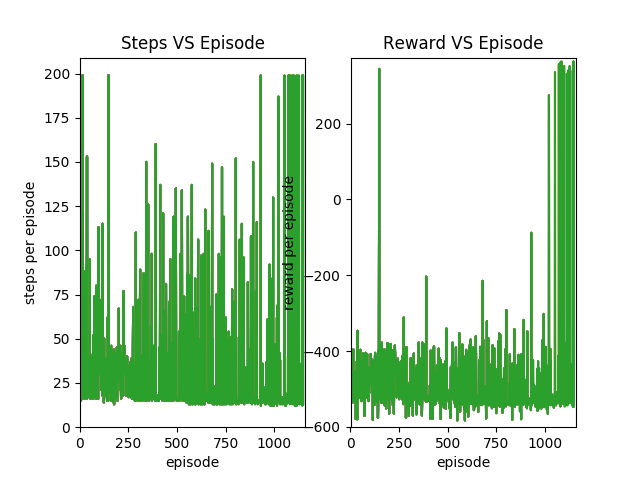 Steps VS Episode
steps per episode
200
175
150
125
100
75
50
25
0
0 250 500 750 1000
episode
Reward VS Episode
reward per episode
200
0
−200
−400
−600
0 250 500 750 1000
episode